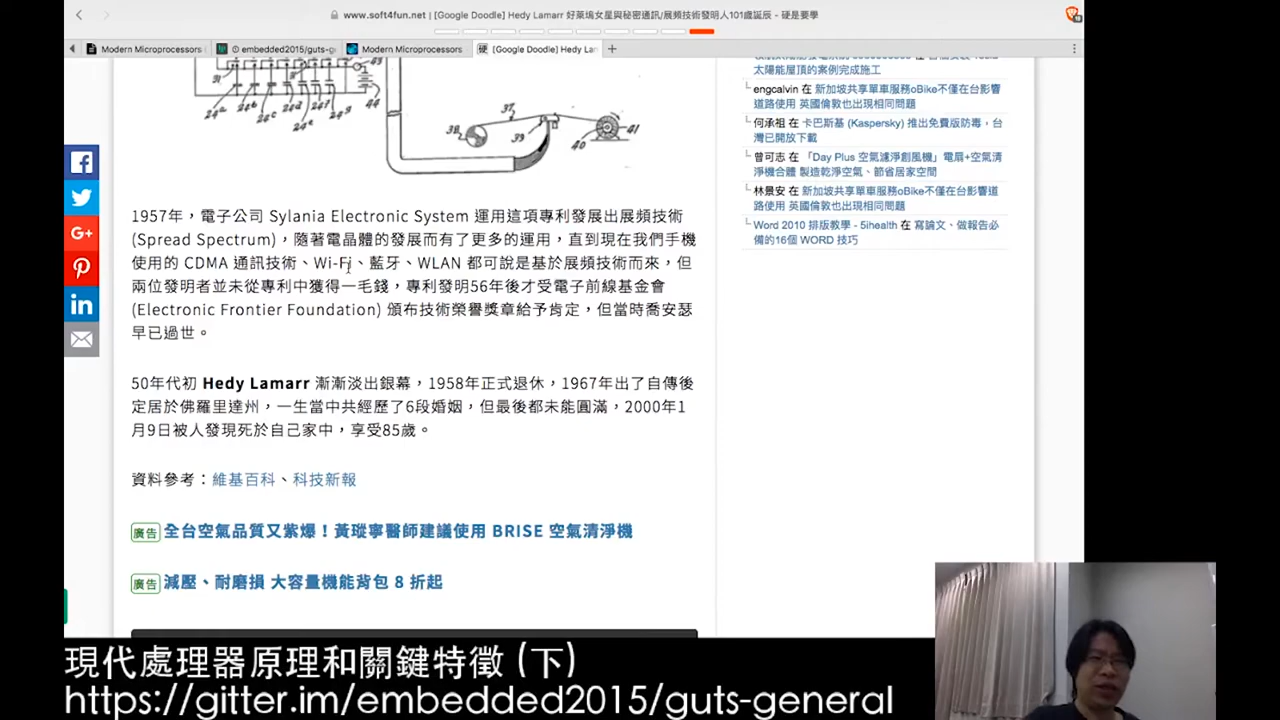 www.soft4fun.net | [Google Doodle] Hedy Lamarr 好萊塢女星與秘密通訊/展頻技術發明人101歲誕辰 - 硬是要學
Modern Microprocessors
embedded2015/guts-g
Modern Microprocessors
硬 [Google Doodle] Hedy Lar
太陽能屋頂的案例完成施工
engcalvin 在 新加坡共享單車服務oBike不僅在台影響
道路使用 英國倫敦也出現相同問題
何承祖 在 卡巴斯基 (Kaspersky) 推出免費版防毒，台
灣已開放下載
曾可志 在 「Day Plus 空氣濾淨創風機」電扇+空氣清
淨機合體 製造乾淨空氣、節省居家空間
林景安 在 新加坡共享單車服務oBike不僅在台影響道
路使用 英國倫敦也出現相同問題
Word 2010 排版教學 - 5ihealth 在 寫論文、做報告必
備的16個 WORD 技巧
31
44
24a
24b
24c
24d
24e
24f
24g
37
38
39
40
41
1957年，電子公司 Sylania Electronic System 運用這項專利發展出展頻技術
(Spread Spectrum)，隨著電晶體的發展而有了更多的運用，直到現在我們手機
使用的 CDMA 通訊技術、Wi-Fi、藍牙、WLAN 都可說是基於展頻技術而來，但
兩位發明者並未從專利中獲得一毛錢，專利發明56年後才受電子前線基金會
(Electronic Frontier Foundation) 頒布技術榮譽獎章給予肯定，但當時喬安瑟
早已過世。
50年代初 Hedy Lamarr 漸漸淡出銀幕，1958年正式退休，1967年出了自傳後
定居於佛羅里達州，一生當中共經歷了6段婚姻，但最後都未能圓滿，2000年1
月9日被人發現死於自己家中，享受85歲。
資料參考：維基百科、科技新報
廣告 全台空氣品質又紫爆！黃瑽寧醫師建議使用 BRISE 空氣清淨機
廣告 減壓、耐磨損 大容量機能背包 8 折起
G+
in
現代處理器原理和關鍵特徵 (下)
https://gitter.im/embedded2015/guts-general